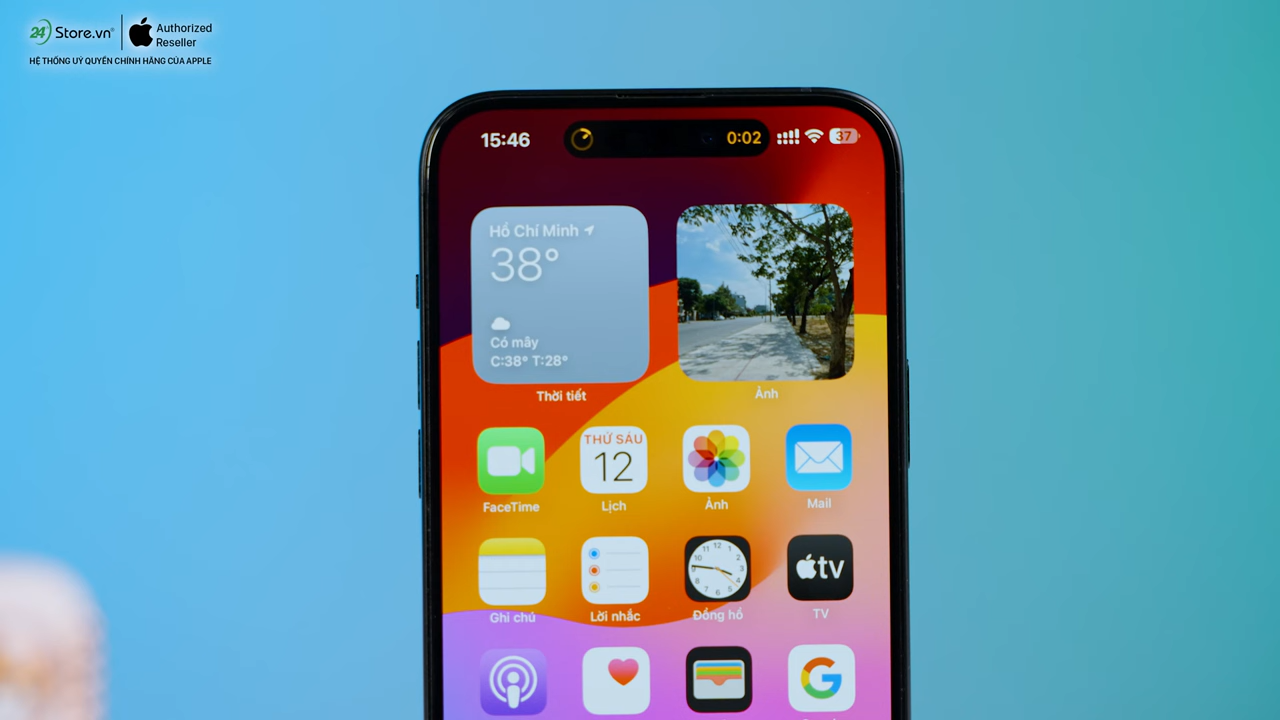 24h Store.vn
Authorized
Reseller
HỆ THỐNG UỶ QUYỀN CHÍNH HÃNG CỦA APPLE
15:46
0:02
37
Hồ Chí Minh
38°
Có mây
C:38° T:28°
Thời tiết
Ảnh
THỨ SÁU
12
FaceTime
Lịch
Ảnh
Mail
tv
Ghi chú
Lời nhắc
Đồng hồ
TV